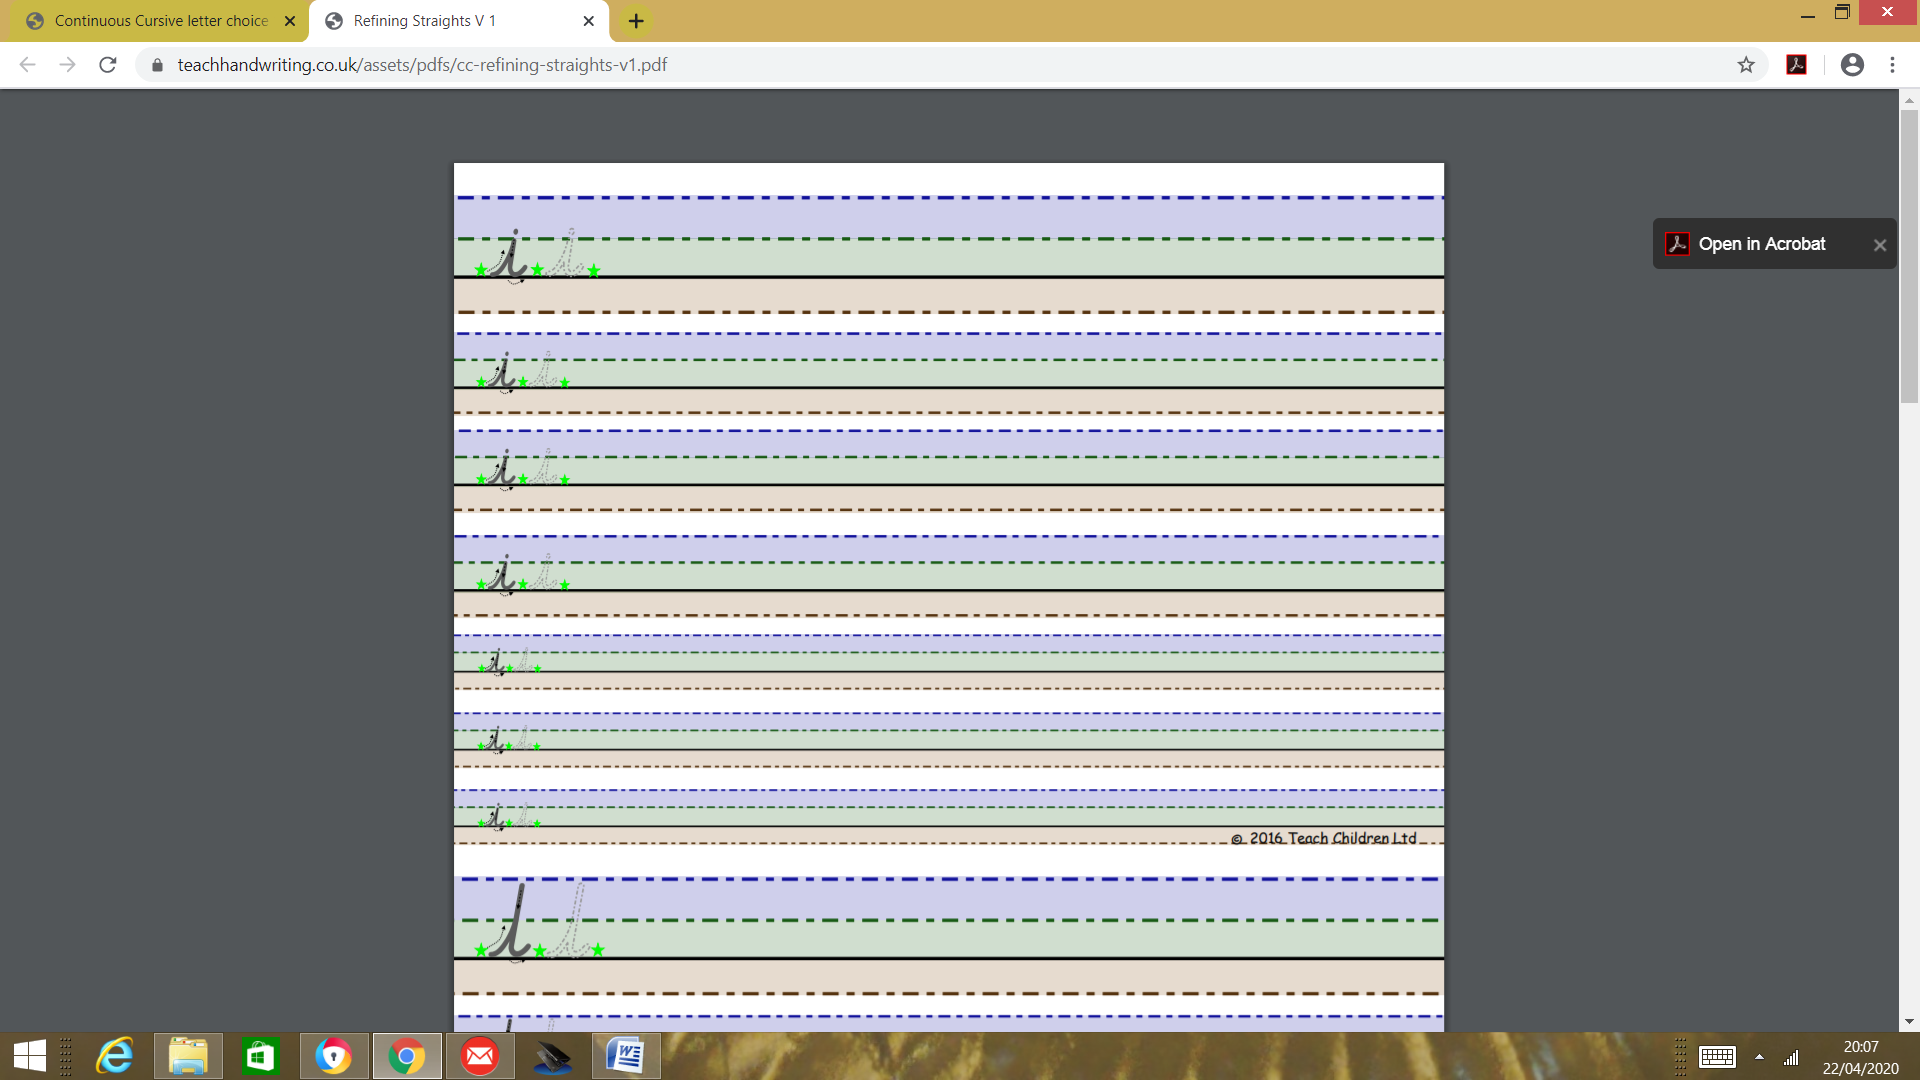 Continuous Cursive letter choice
Refining Straights V 1
teachhandwriting.co.uk/assets/pdfs/cc-refining-straights-v1.pdf
Open in Acrobat
i i
i i
i i
i i
i i
i i
i i
© 2016 Teach Children Ltd
l l
20:07
22/04/2020